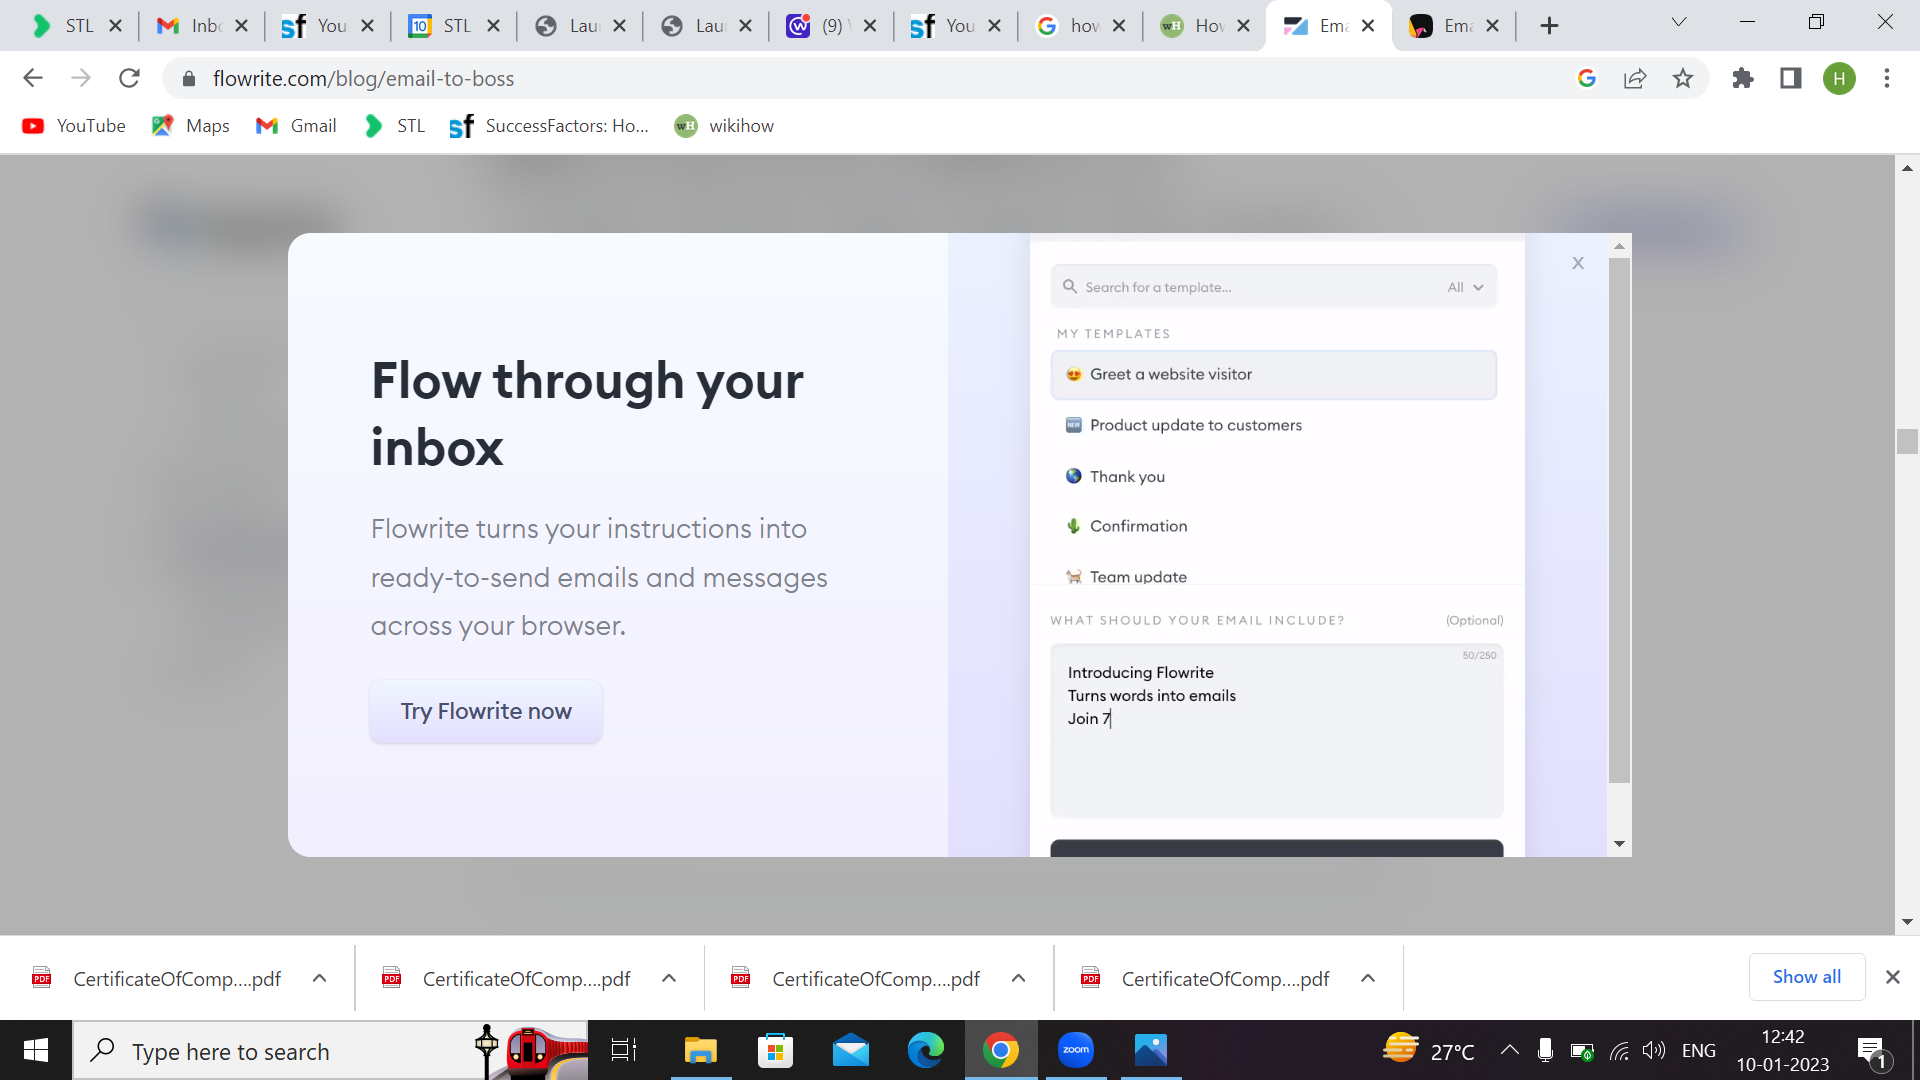 STL
Inbo
You
STL
Laun
Laun
(9)
You
how
How
Ema
Ema
flowrite.com/blog/email-to-boss
H
YouTube
Maps
Gmail
STL
SuccessFactors: Ho...
wikihow
x
Search for a template...
All
MY TEMPLATES
Greet a website visitor
Product update to customers
Thank you
Confirmation
Team update
Flow through your
inbox
Flowrite turns your instructions into
ready-to-send emails and messages
across your browser.
Try Flowrite now
WHAT SHOULD YOUR EMAIL INCLUDE?
(Optional)
50/250
Introducing Flowrite
Turns words into emails
Join 7
CertificateOfComp....pdf
CertificateOfComp....pdf
CertificateOfComp....pdf
CertificateOfComp....pdf
Show all
Type here to search
zoom
27°C
ENG
12:42
10-01-2023
1